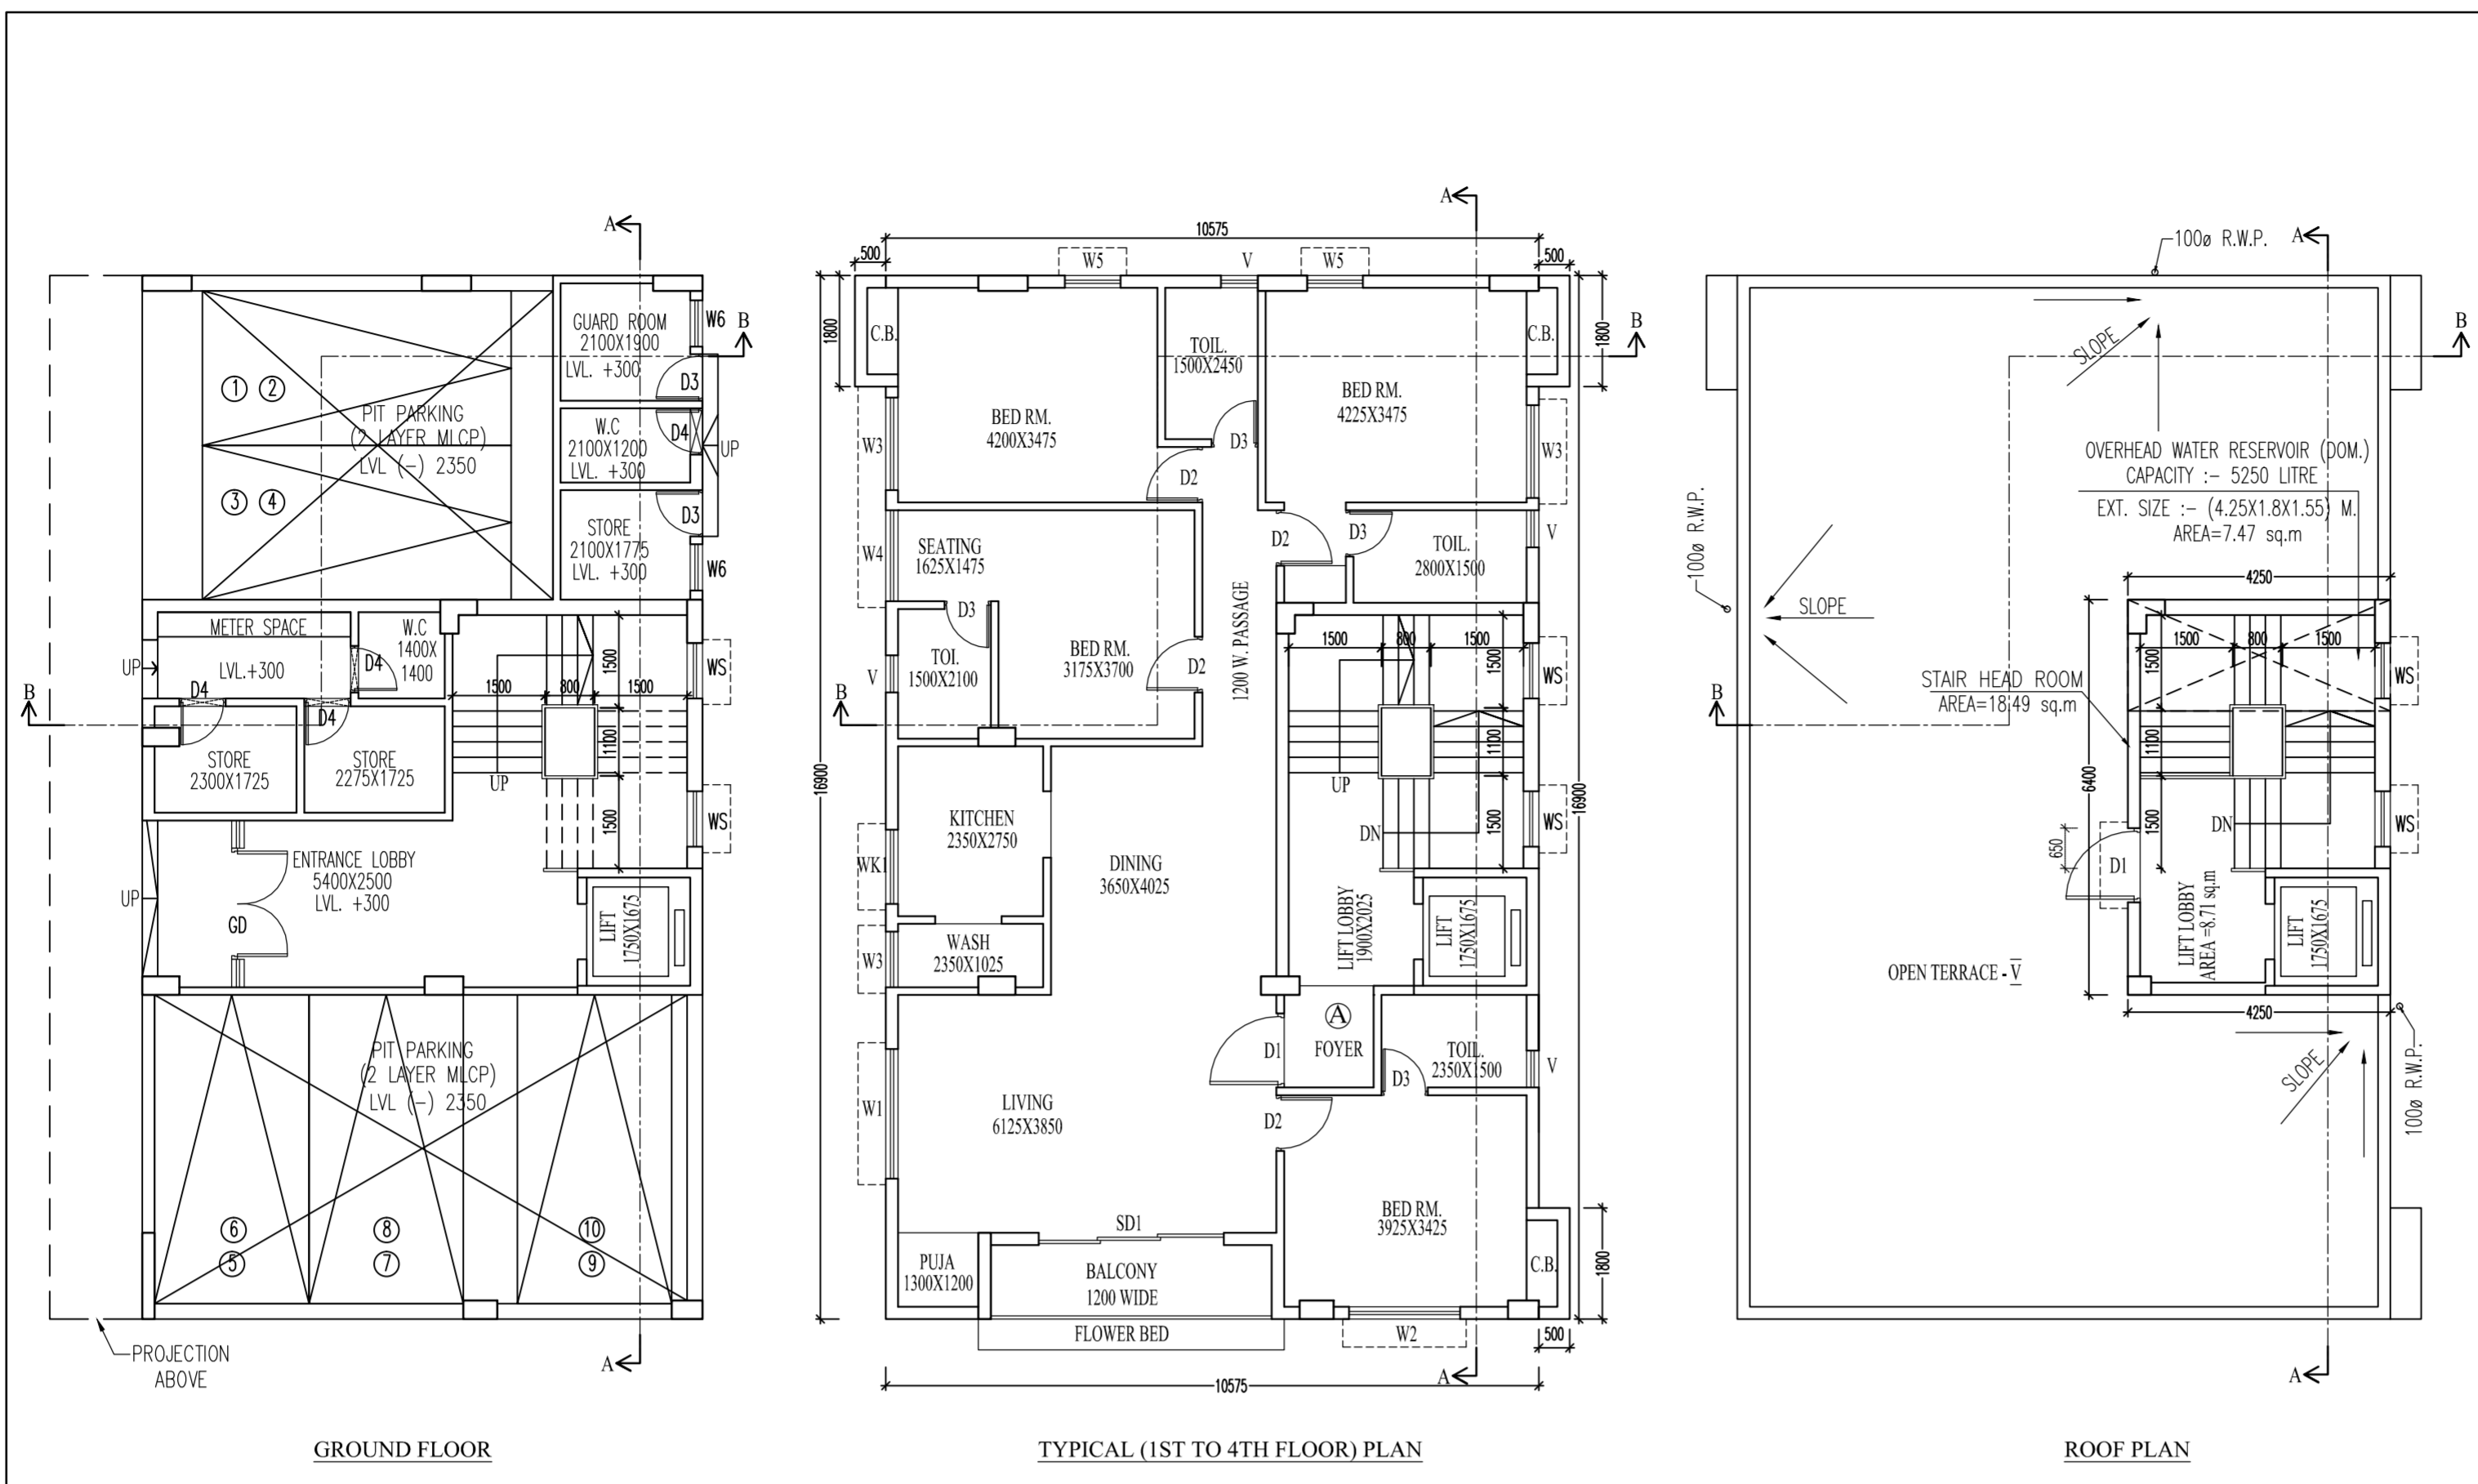 A
B
GUARD ROOM
2100X1900
LVL. +300
W6
D3
1 2
PIT PARKING
(2 LAYER MLCP)
LVL (-) 2350
3 4
W.C
2100X1200
LVL. +300
D4
UP
D3
STORE
2100X1775
LVL. +300
W6
METER SPACE
LVL.+300
UP
W.C
1400X
1400
D4
D4
D4
B
1500
800
1500
1500
1100
1500
WS
WS
UP
STORE
2300X1725
STORE
2275X1725
ENTRANCE LOBBY
5400X2500
LVL. +300
UP
GD
LIFT
1750X1675
PIT PARKING
(2 LAYER MLCP)
LVL (-) 2350
6 8 10
5 7 9
PROJECTION
ABOVE
A
GROUND FLOOR
A
10575
500
500
W5
V
W5
1800
1800
C.B.
C.B.
B
TOIL.
1500X2450
BED RM.
4200X3475
BED RM.
4225X3475
W3
W3
D3
D2
W4
SEATING
1625X1475
D2
D3
TOIL.
2800X1500
V
D3
TOI.
1500X2100
V
BED RM.
3175X3700
D2
1200 W. PASSAGE
1500
800
1500
1500
1100
1500
WS
WS
B
UP
DN
16900
16900
KITCHEN
2350X2750
WK1
DINING
3650X4025
WASH
2350X1025
W3
LIFT LOBBY
1900X2025
LIFT
1750X1675
A
FOYER
D1
TOIL.
2350X1500
V
D3
W1
LIVING
6125X3850
D2
BED RM.
3925X3425
SD1
PUJA
1300X1200
BALCONY
1200 WIDE
FLOWER BED
C.B.
1800
W2
500
10575
A
TYPICAL (1ST TO 4TH FLOOR) PLAN
100ø R.W.P.
A
B
SLOPE
OVERHEAD WATER RESERVOIR (DOM.)
CAPACITY :- 5250 LITRE
EXT. SIZE :- (4.25X1.8X1.55) M.
AREA=7.47 sq.m
100ø R.W.P.
SLOPE
4250
1500
800
1500
1500
1100
1500
WS
WS
STAIR HEAD ROOM
AREA=18.49 sq.m
B
6400
650
D1
DN
LIFT LOBBY
AREA =8.71 sq.m
LIFT
1750X1675
OPEN TERRACE - V
4250
SLOPE
100ø R.W.P.
A
ROOF PLAN